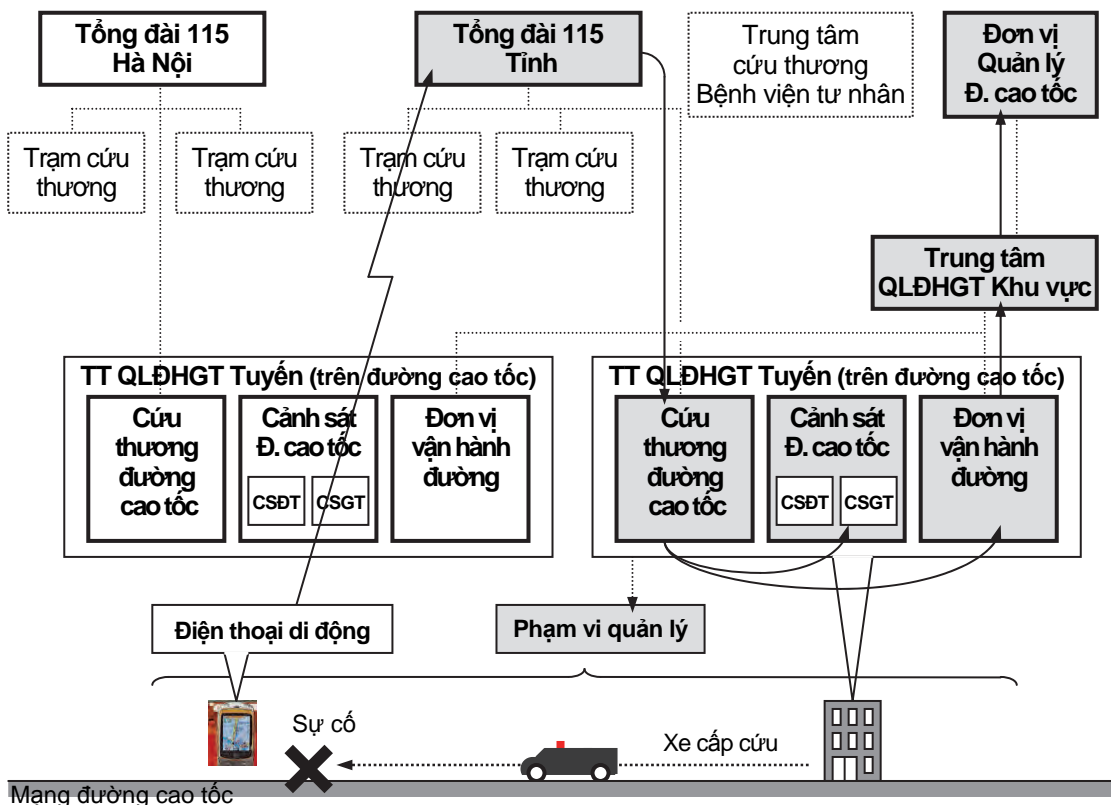 Tổng đài 115
Hà Nội
Tổng đài 115
Tỉnh
Trung tâm
cứu thương
Bệnh viện tư nhân
Đơn vị
Quản lý
Đ. cao tốc
Trạm cứu
thương
Trạm cứu
thương
Trạm cứu
thương
Trạm cứu
thương
Trung tâm
QLĐHGT Khu vực
TT QLĐHGT Tuyến (trên đường cao tốc)
Cứu
thương
đường
cao tốc
Cảnh sát
Đ. cao tốc
CSĐT
CSGT
Đơn vị
vận hành
đường
TT QLĐHGT Tuyến (trên đường cao tốc)
Cứu
thương
đường
cao tốc
Cảnh sát
Đ. cao tốc
CSĐT
CSGT
Đơn vị
vận hành
đường
Điện thoại di động
Phạm vi quản lý
Sự cố
Xe cấp cứu
Mạng đường cao tốc